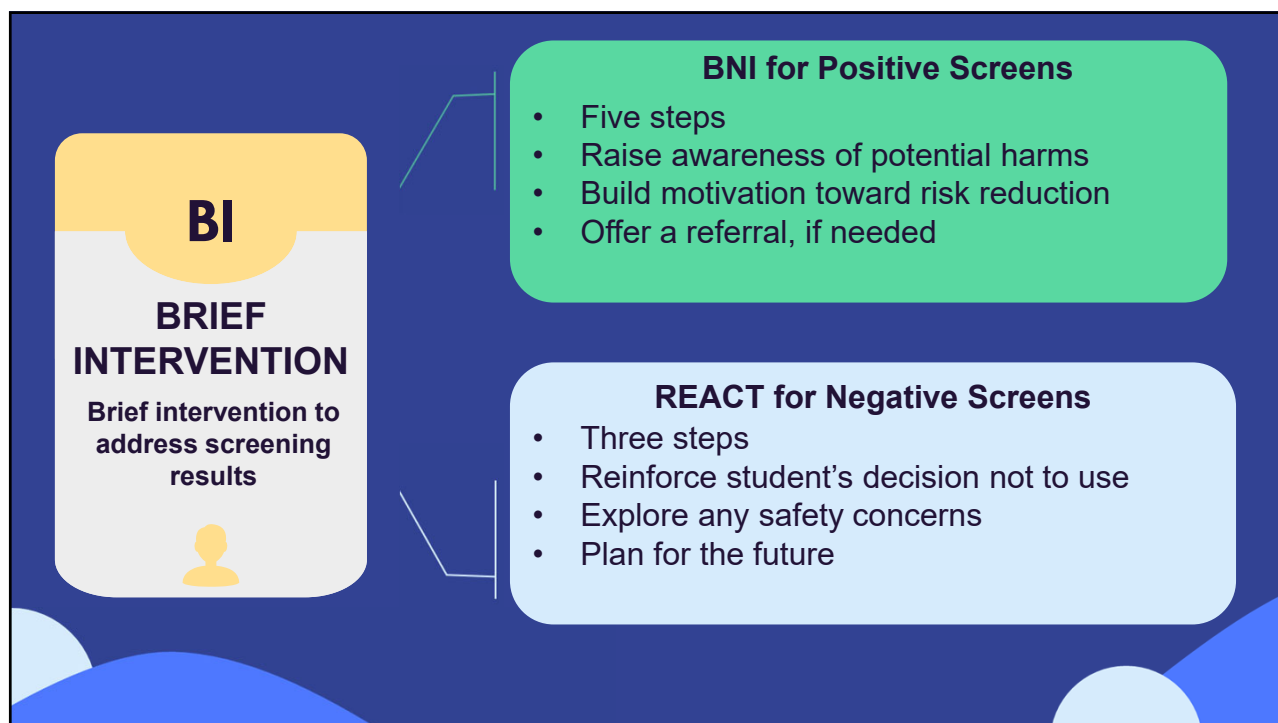 BI
BRIEF
INTERVENTION
Brief intervention to
address screening
results
BNI for Positive Screens
• Five steps
• Raise awareness of potential harms
• Build motivation toward risk reduction
• Offer a referral, if needed
REACT for Negative Screens
• Three steps
• Reinforce student’s decision not to use
• Explore any safety concerns
• Plan for the future